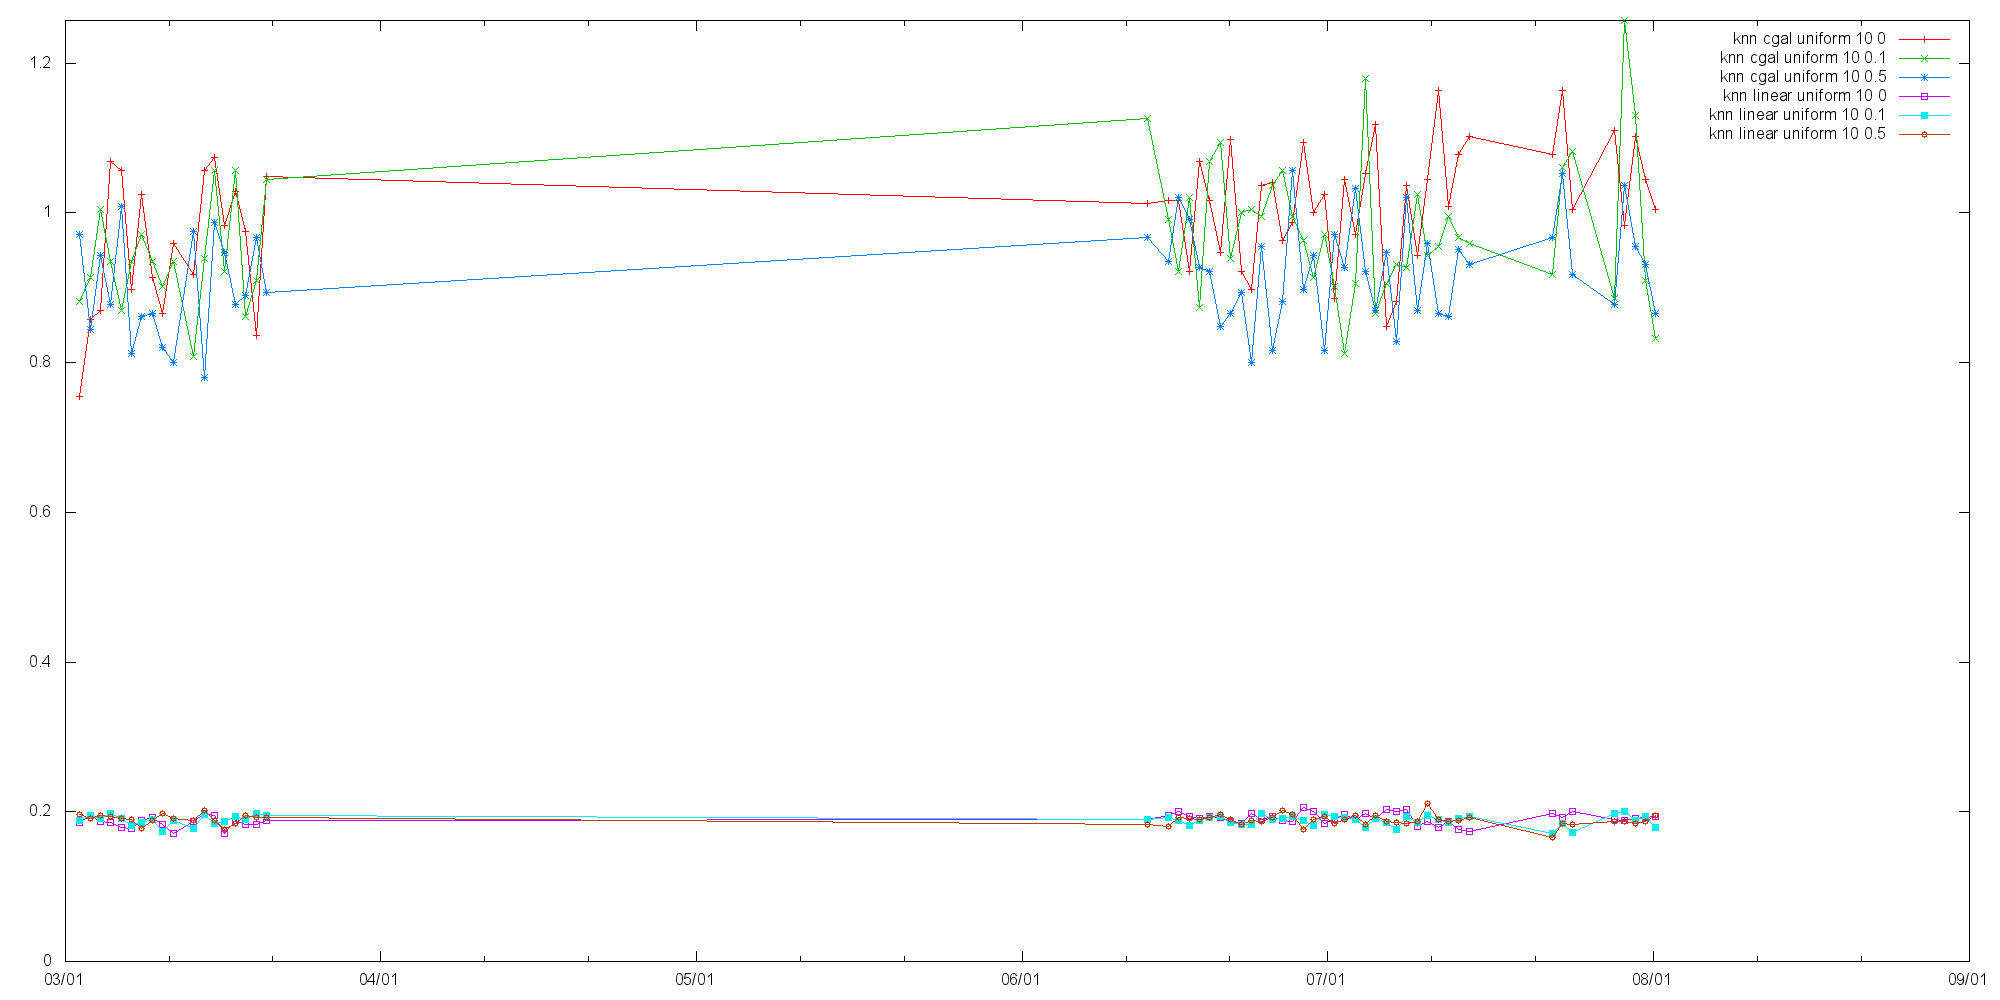 knn cgal uniform 10 0
knn cgal uniform 10 0.1
knn cgal uniform 10 0.5
knn linear uniform 10 0
knn linear uniform 10 0.1
knn linear uniform 10 0.5
1.2
1
0.8
0.6
0.4
0.2
0
03/01 04/01 05/01 06/01 07/01 08/01 09/01